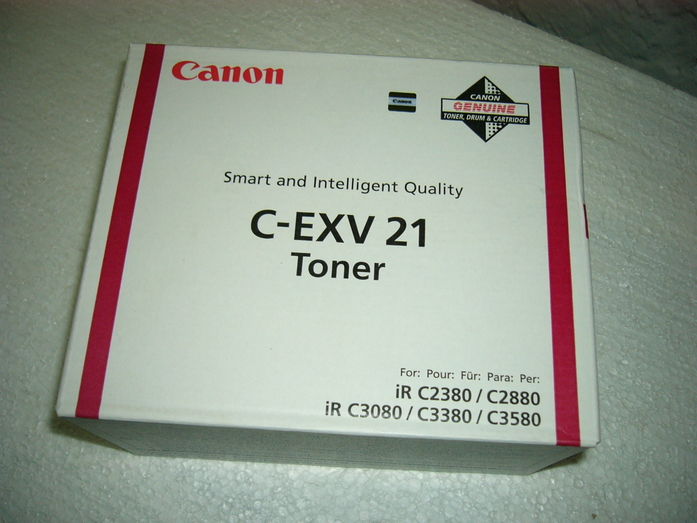 Canon
Canon
CANON
GENUINE
TONER, DRUM & CARTRIDGE
Smart and Intelligent Quality
C-EXV 21
Toner
For: Pour: Für: Para: Per:
iR C2380 / C2880
iR C3080 / C3380 / C3580